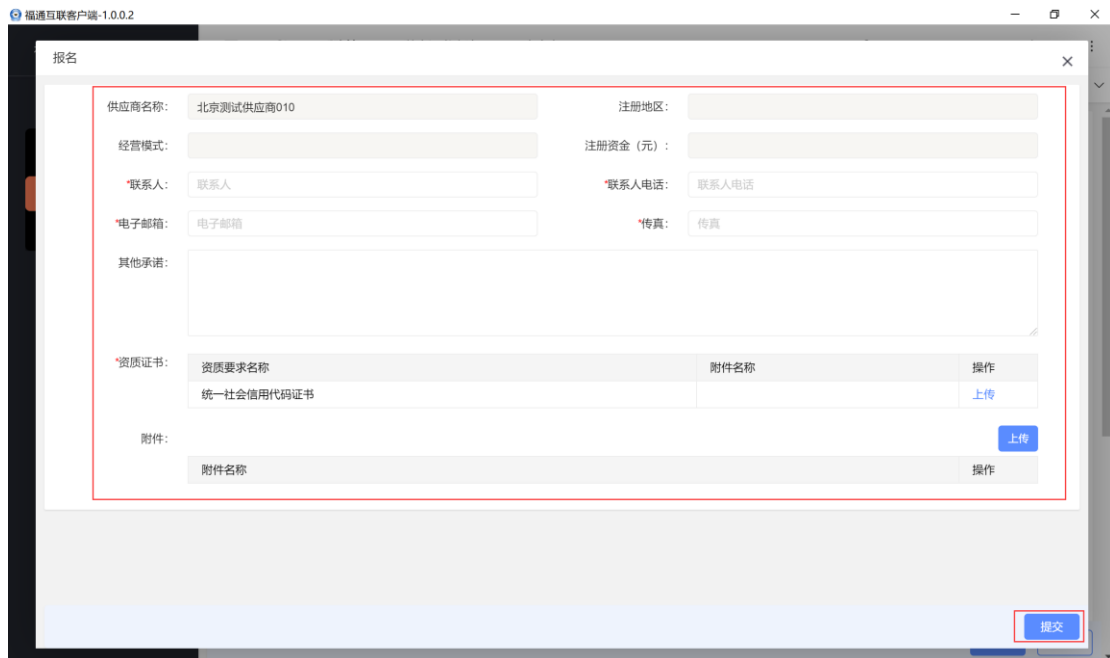 福通互联客户端-1.0.0.2
报名
供应商名称： 北京测试供应商010 注册地区：
经营模式： 注册资金（元）：
*联系人： 联系人 *联系人电话： 联系人电话
*电子邮箱： 电子邮箱 *传真： 传真
其他承诺：
*资质证书： 资质要求名称 附件名称 操作
统一社会信用代码证书 上传
附件： 上传
附件名称 操作
提交